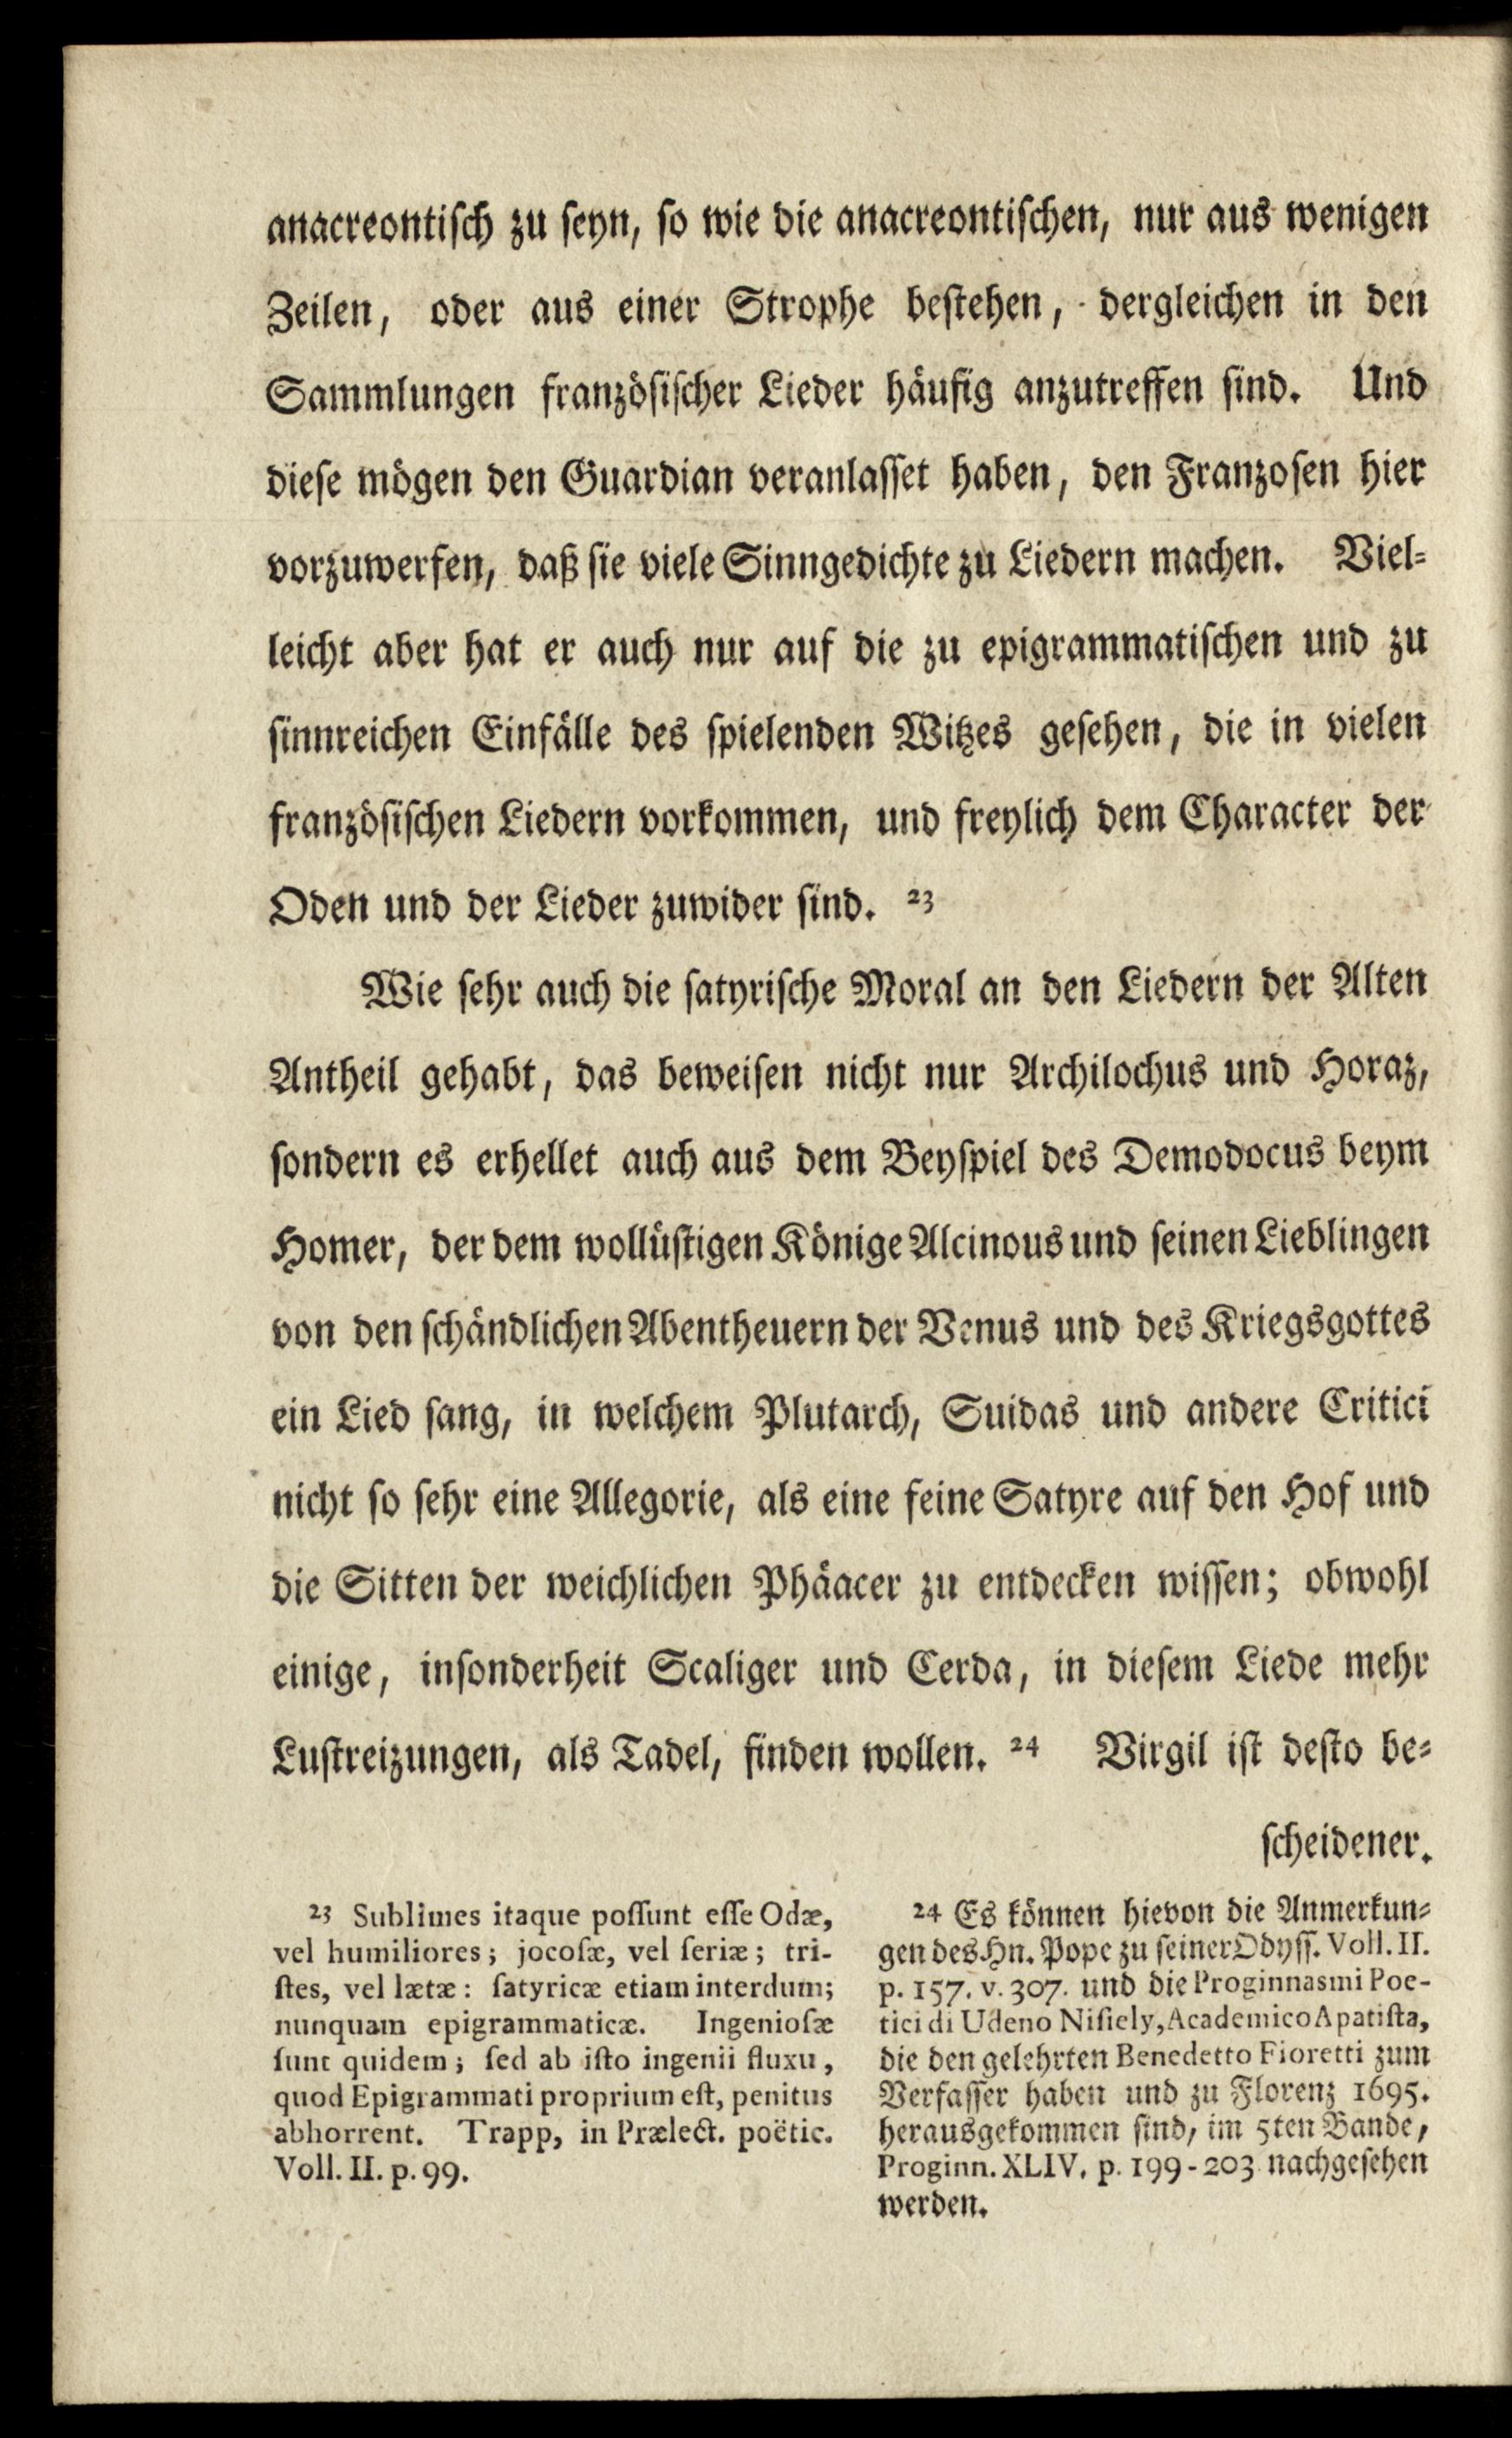 anacreontisch zu seyn, so wie die anacreontischen, nur aus wenigen
Zeilen, oder aus einer Strophe bestehen, dergleichen in den
Sammlungen französischer Lieder häufig anzutreffen sind. Und
diese mögen den Guardian veranlasset haben, den Franzosen hier
vorzuwerfen, daß sie viele Sinngedichte zu Liedern machen. Viel-
leicht aber hat er auch nur auf die zu epigrammatischen und zu
sinnreichen Einfälle des spielenden Witzes gesehen, die in vielen
französischen Liedern vorkommen, und freylich dem Character der
Oden und der Lieder zuwider sind. 23
Wie sehr auch die satyrische Moral an den Liedern der Alten
Antheil gehabt, das beweisen nicht nur Archilochus und Horaz,
sondern es erhellet auch aus dem Beyspiel des Demodocus beym
Homer, der dem wollüstigen Könige Alcinous und seinen Lieblingen
von den schändlichen Abentheuern der Venus und des Kriegsgottes
ein Lied sang, in welchem Plutarch, Suidas und andere Critici
nicht so sehr eine Allegorie, als eine feine Satyre auf den Hof und
die Sitten der weichlichen Phäacer zu entdecken wissen; obwohl
einige, insonderheit Scaliger und Cerda, in diesem Liede mehr
Lustreizungen, als Tadel, finden wollen. 24 Virgil ist desto be-
scheidener.
23 Sublimes itaque possunt esse Odæ,
vel humiliores; jocosæ, vel seriæ; tri-
stes, vel lætæ: satyricæ etiam interdum;
nunquam epigrammaticæ. Ingeniosæ
sunt quidem; sed ab isto ingenii fluxu,
quod Epigrammati proprium est, penitus
abhorrent. Trapp, in Prælect. poëtic.
Voll. II. p. 99.
24 Es können hievon die Anmerkun-
gen des Hn. Pope zu seiner Odyss. Voll. II.
p. 157. v. 307. und die Proginnasmi Poe-
tici di Udeno Nisiely, Academico Apatista,
die den gelehrten Benedetto Fioretti zum
Verfasser haben und zu Florenz 1695.
herausgekommen sind, im 5ten Bande,
Proginn. XLIV. p. 199-203 nachgesehen
werden.